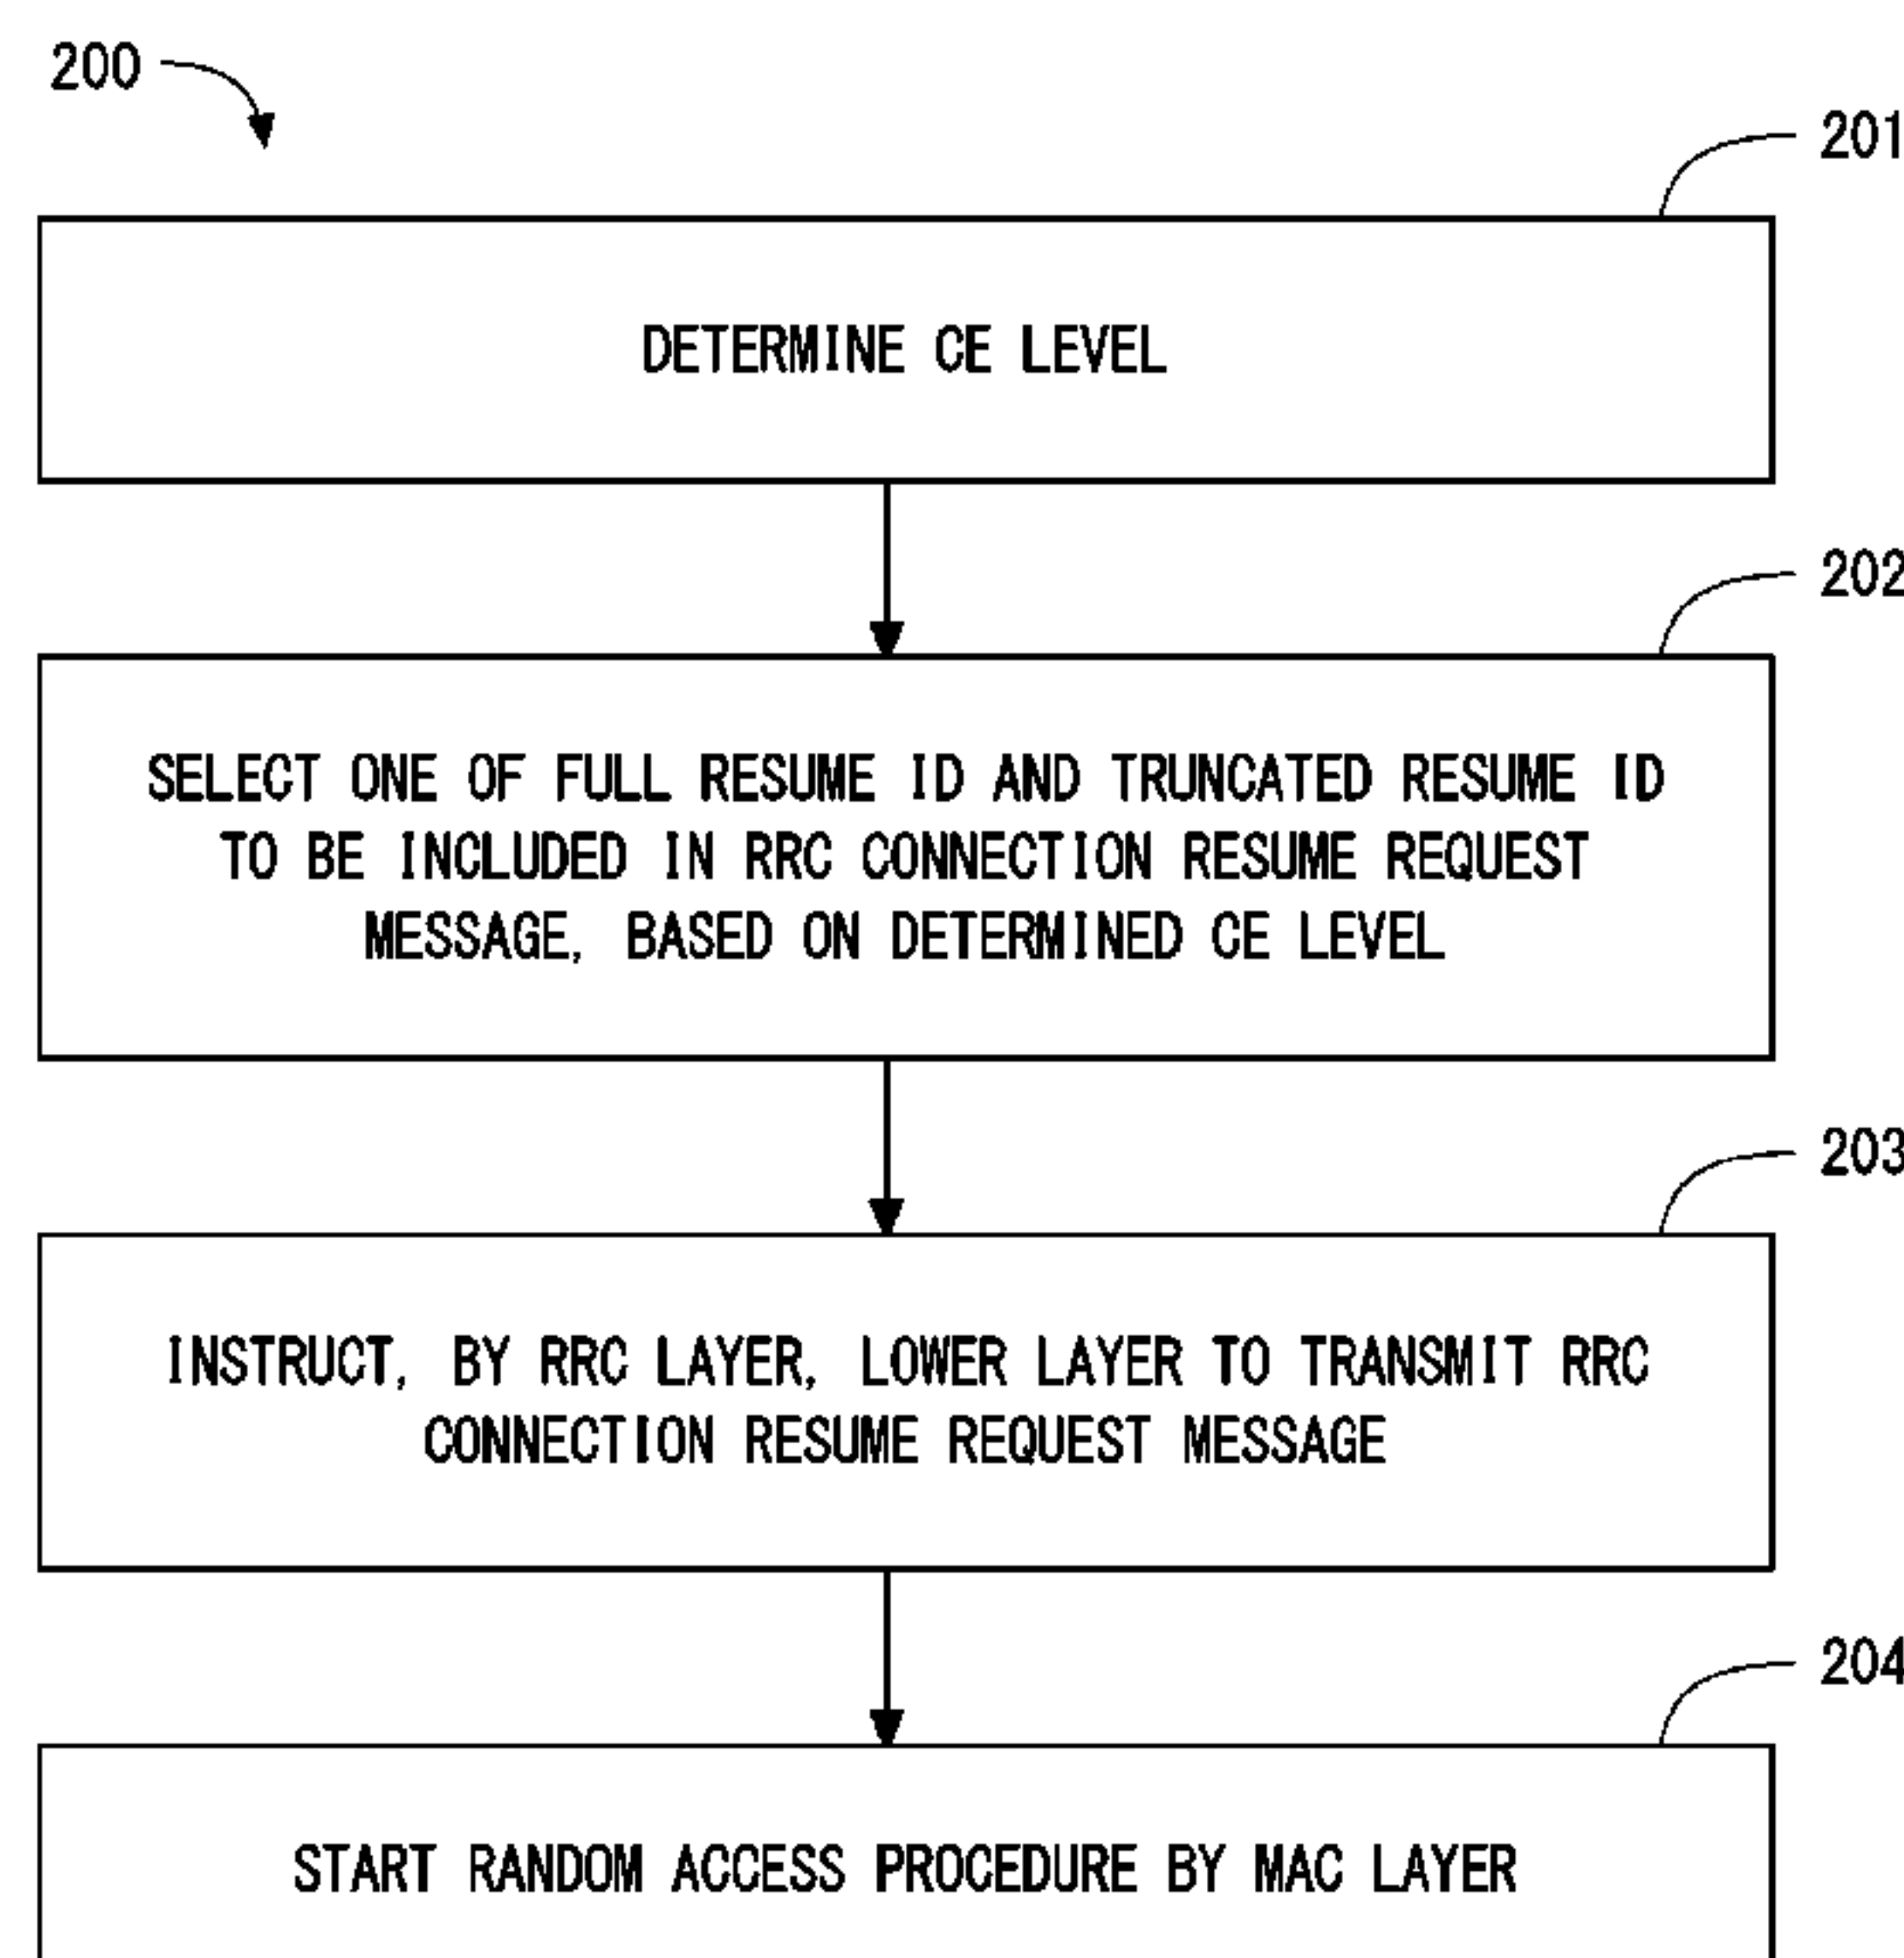 200
201
DETERMINE CE LEVEL
202
SELECT ONE OF FULL RESUME ID AND TRUNCATED RESUME ID
TO BE INCLUDED IN RRC CONNECTION RESUME REQUEST
MESSAGE, BASED ON DETERMINED CE LEVEL
203
INSTRUCT, BY RRC LAYER, LOWER LAYER TO TRANSMIT RRC
CONNECTION RESUME REQUEST MESSAGE
204
START RANDOM ACCESS PROCEDURE BY MAC LAYER